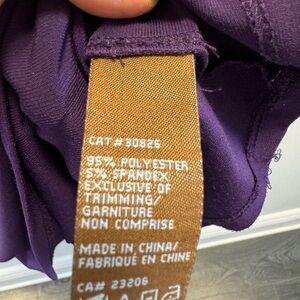 CAT # 30826
95% POLYESTER
5% SPANDEX
EXCLUSIVE OF
TRIMMING/
GARNITURE
NON COMPRISE
MADE IN CHINA/
FABRIQUÉ EN CHINE
CA# 23206